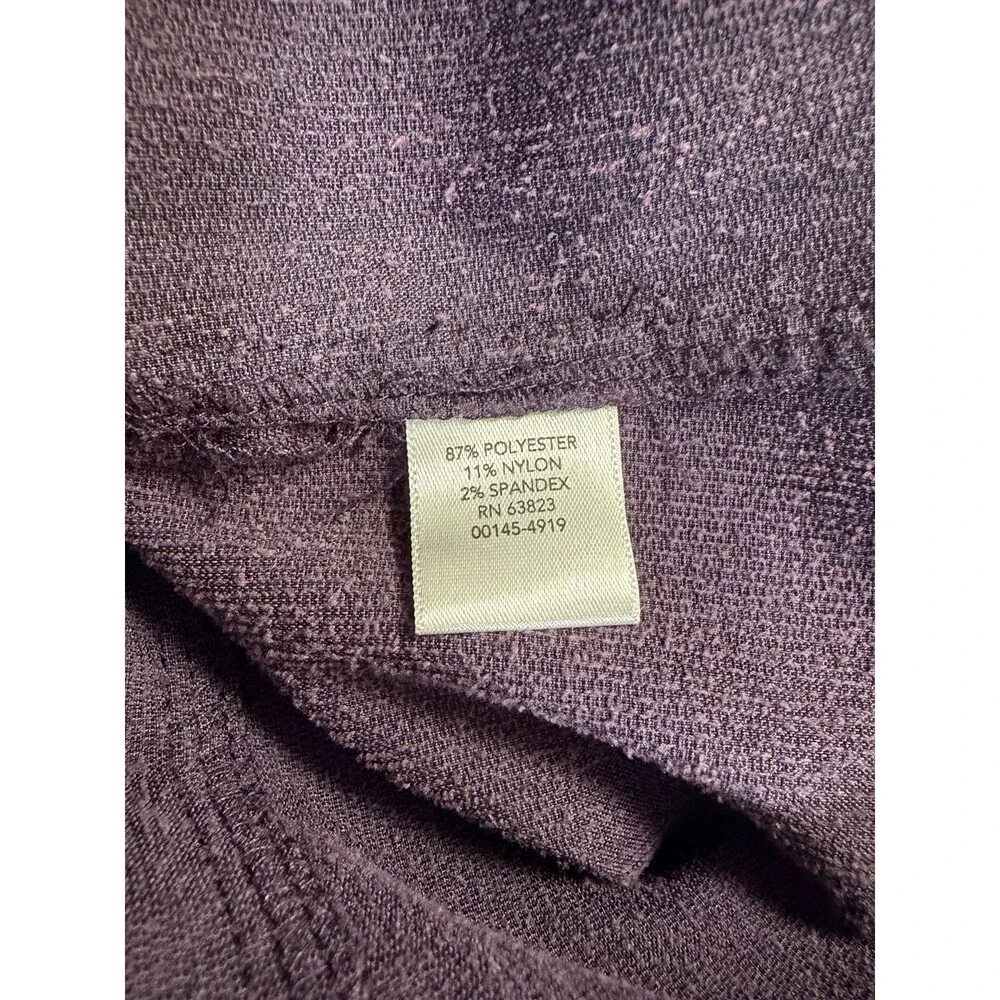 87% POLYESTER
11% NYLON
2% SPANDEX
RN 63823
00145-4919